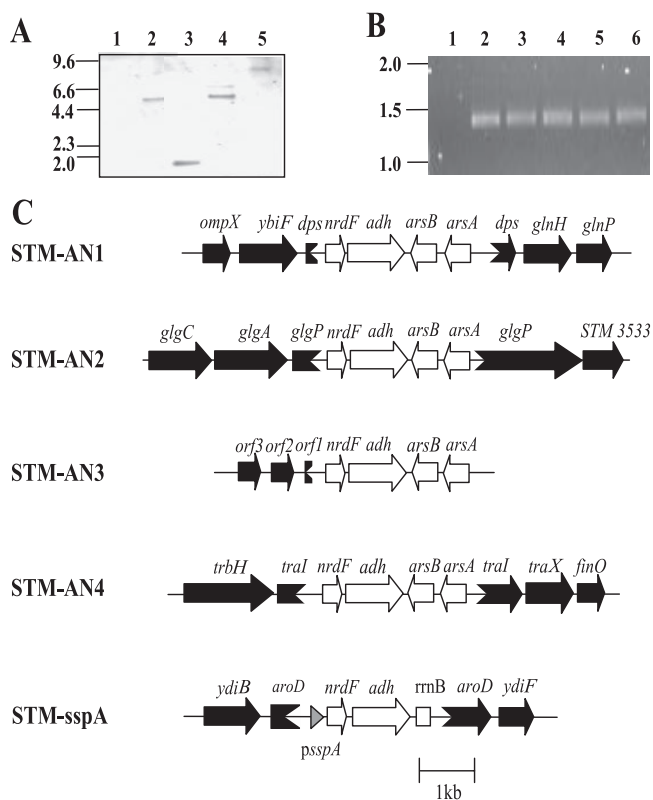 A
1 2 3 4 5
9.6
6.6
4.4
2.3
2.0
B
1 2 3 4 5 6
2.0
1.5
1.0
C
ompX ybiF dps nrdF adh arsB arsA dps glnH glnP
STM-AN1
glgC glgA glgP nrdF adh arsB arsA glgP STM 3533
STM-AN2
orf3 orf2 orf1 nrdF adh arsB arsA
STM-AN3
trbH traI nrdF adh arsB arsA traI traX finO
STM-AN4
ydiB aroD nrdF adh rrnB aroD ydiF
STM-sspA
psspA
1kb